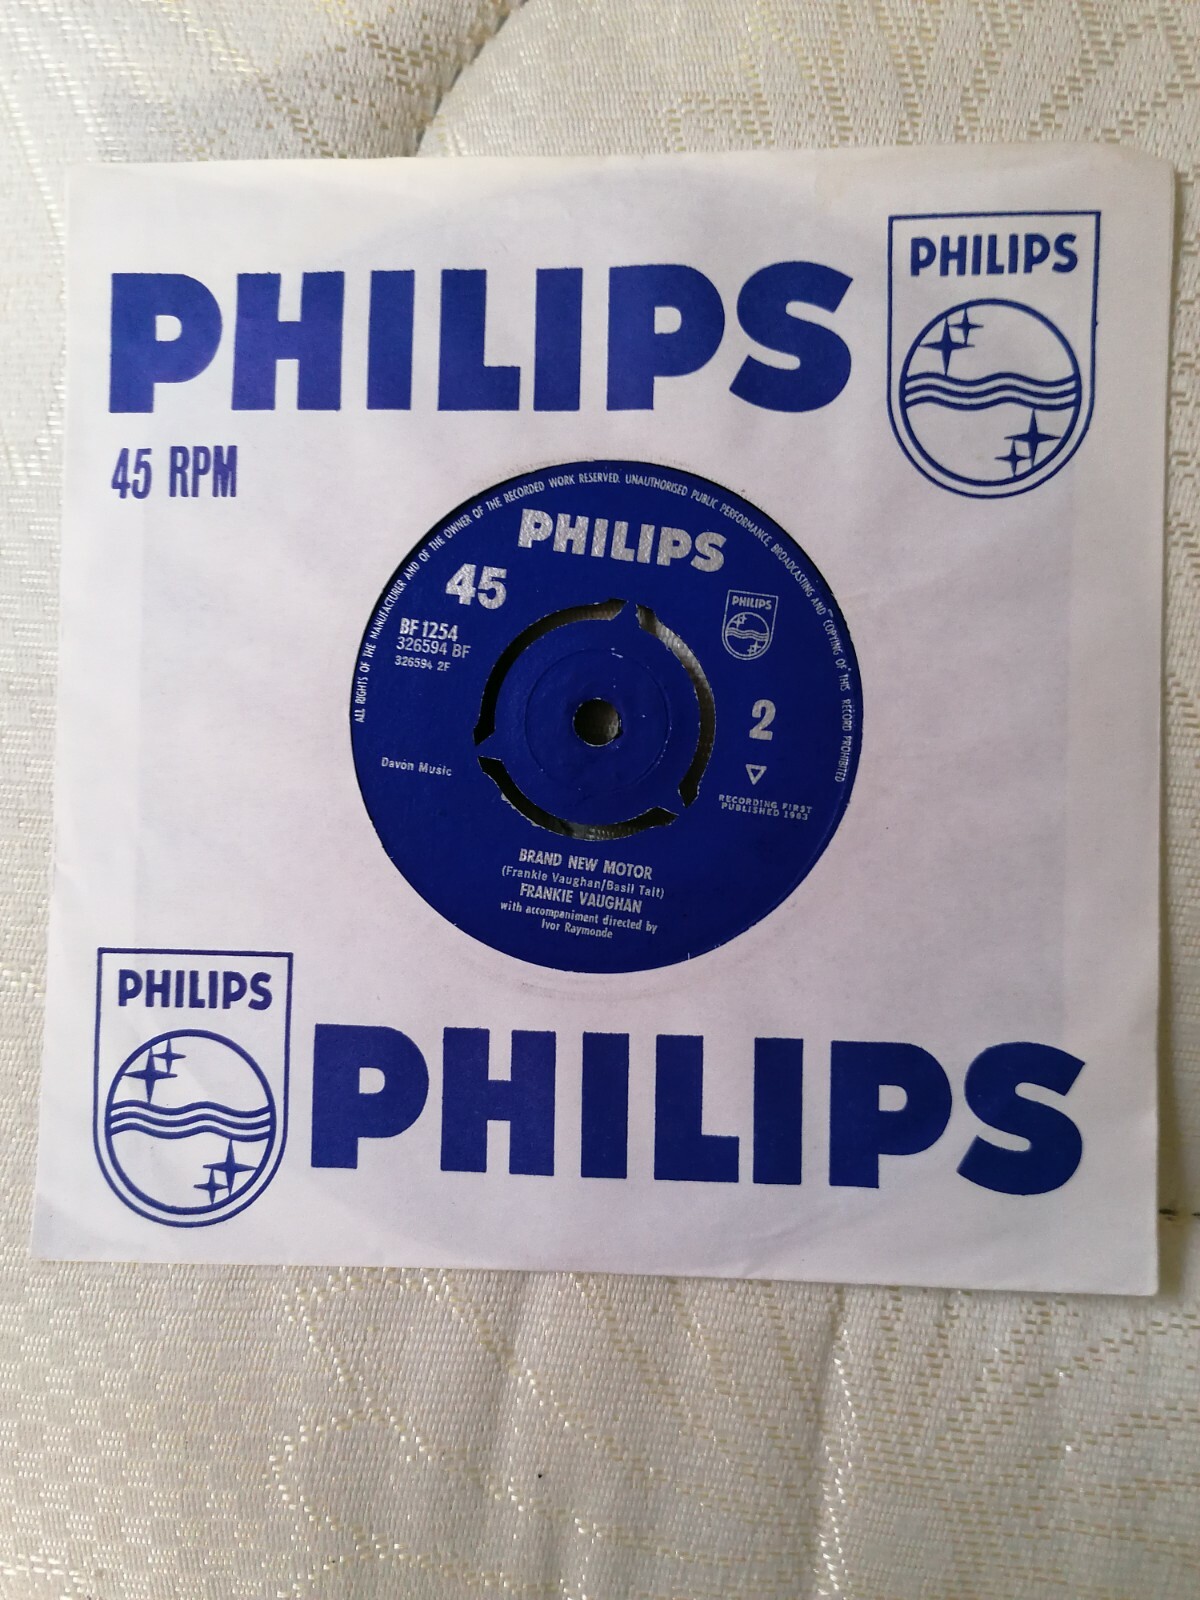 PHILIPS
PHILIPS
45 RPM
ALL RIGHTS OF THE MANUFACTURER AND OF THE OWNER OF THE RECORDED WORK RESERVED. UNAUTHORISED PUBLIC PERFORMANCE, BROADCASTING AND COPYING OF THIS RECORD PROHIBITED
PHILIPS
45
PHILIPS
BF 1254
326594 BF
326594 2F
2
Davon Music
RECORDING FIRST
PUBLISHED 1963
BRAND NEW MOTOR
(Frankie Vaughan/Basil Tait)
FRANKIE VAUGHAN
with accompaniment directed by
Ivor Raymonde
PHILIPS
PHILIPS